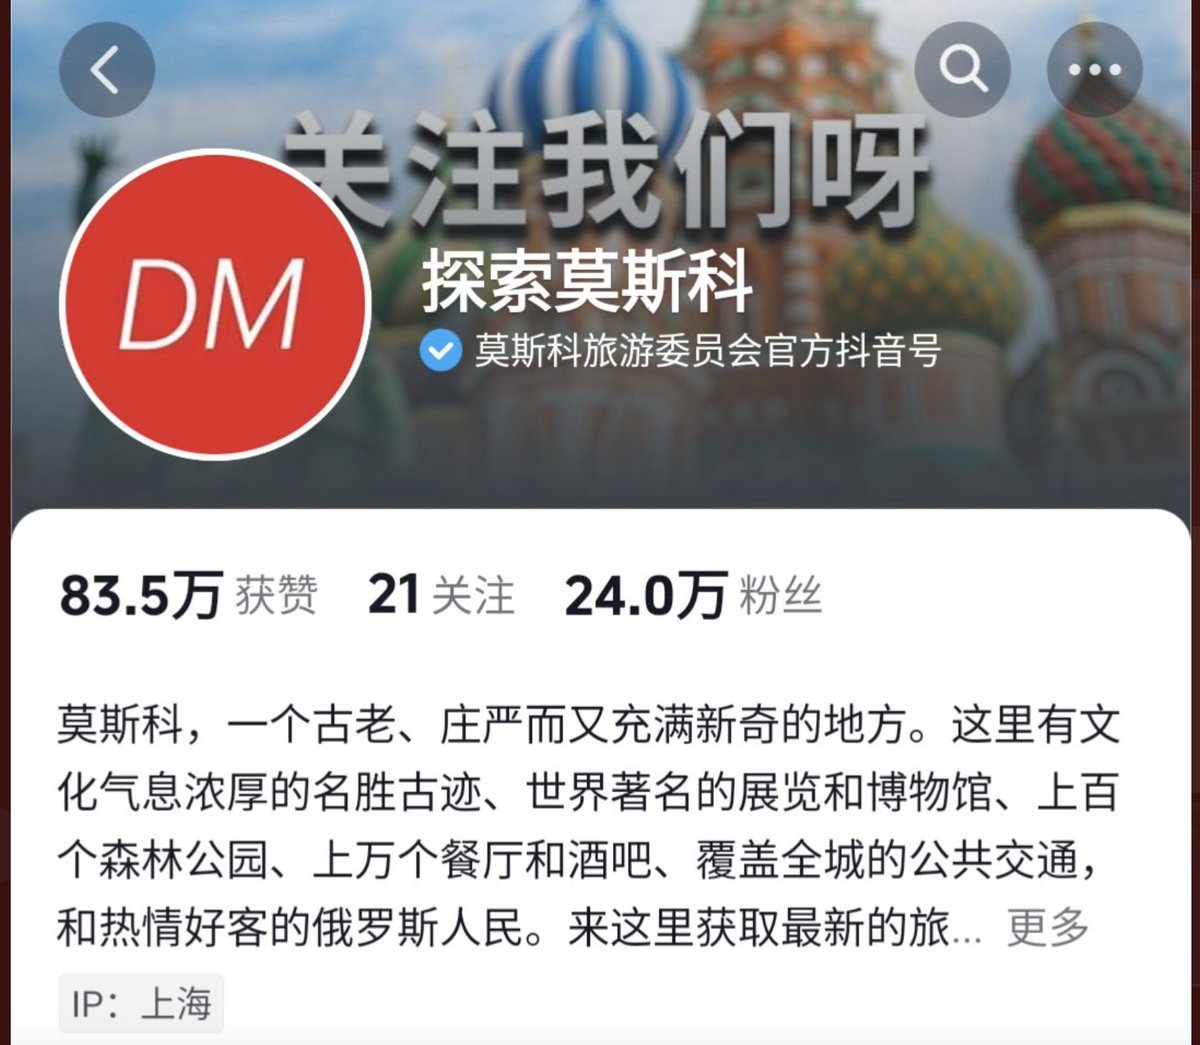 关注我们呀
DM
探索莫斯科
莫斯科旅游委员会官方抖音号
83.5万 获赞 21 关注 24.0万 粉丝
莫斯科，一个古老、庄严而又充满新奇的地方。这里有文
化气息浓厚的名胜古迹、世界著名的展览和博物馆、上百
个森林公园、上万个餐厅和酒吧、覆盖全城的公共交通，
和热情好客的俄罗斯人民。来这里获取最新的旅... 更多
IP：上海